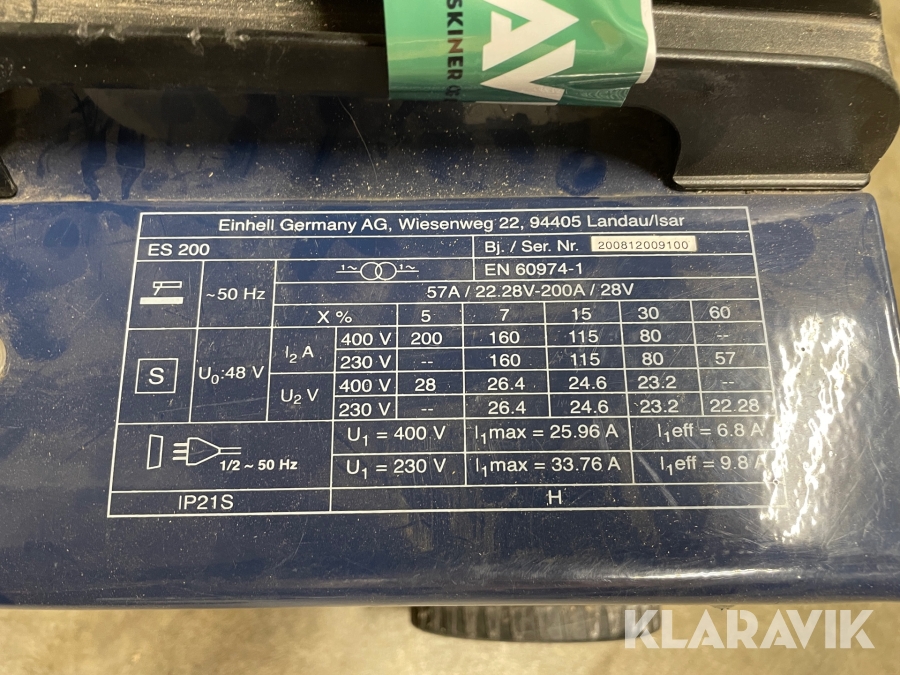 AV
SKINER
Einhell Germany AG, Wiesenweg 22, 94405 Landau/Isar
ES 200 Bj. / Ser. Nr. 200812009100
1~ 1~ EN 60974-1
~50 Hz 57A / 22.28V-200A / 28V
X % 5 7 15 30 60
I2 A 400 V 200 160 115 80 --
230 V -- 160 115 80 57
S U0:48 V U2 V 400 V 28 26.4 24.6 23.2 --
230 V -- 26.4 24.6 23.2 22.28
1/2 ~ 50 Hz U1 = 400 V I1max = 25.96 A I1eff = 6.8 A
U1 = 230 V I1max = 33.76 A I1eff = 9.8 A
IP21S H
KLARAVIK